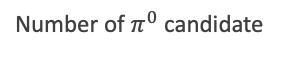 Number of π⁰ candidate